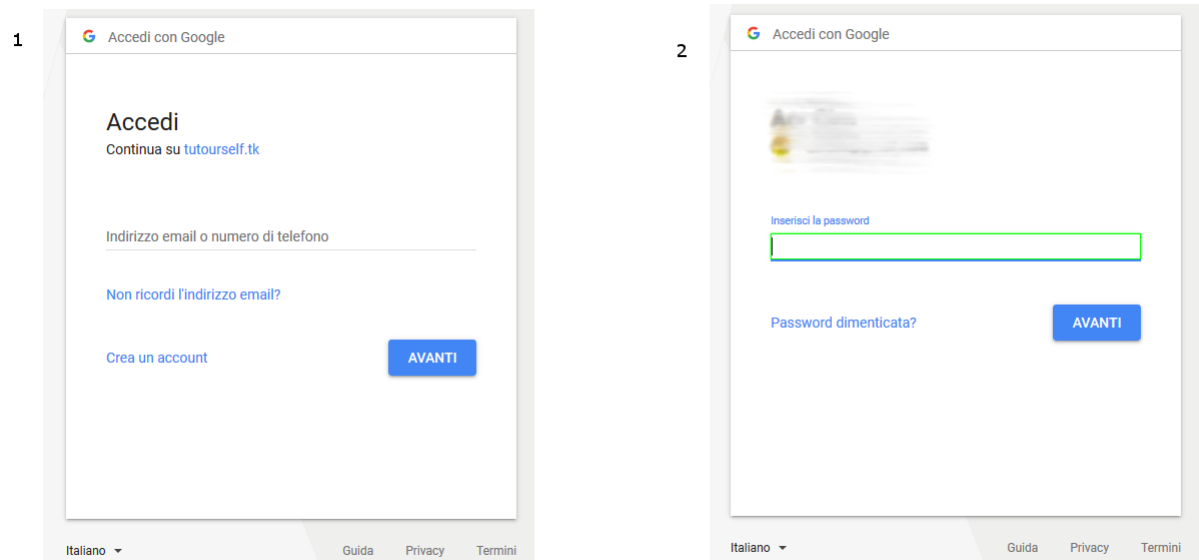 1
Accedi con Google
Accedi
Continua su tutourself.tk
Indirizzo email o numero di telefono
Non ricordi l'indirizzo email?
Crea un account
AVANTI
Italiano
Guida
Privacy
Termini
2
Accedi con Google
Inserisci la password
Password dimenticata?
AVANTI
Italiano
Guida
Privacy
Termini